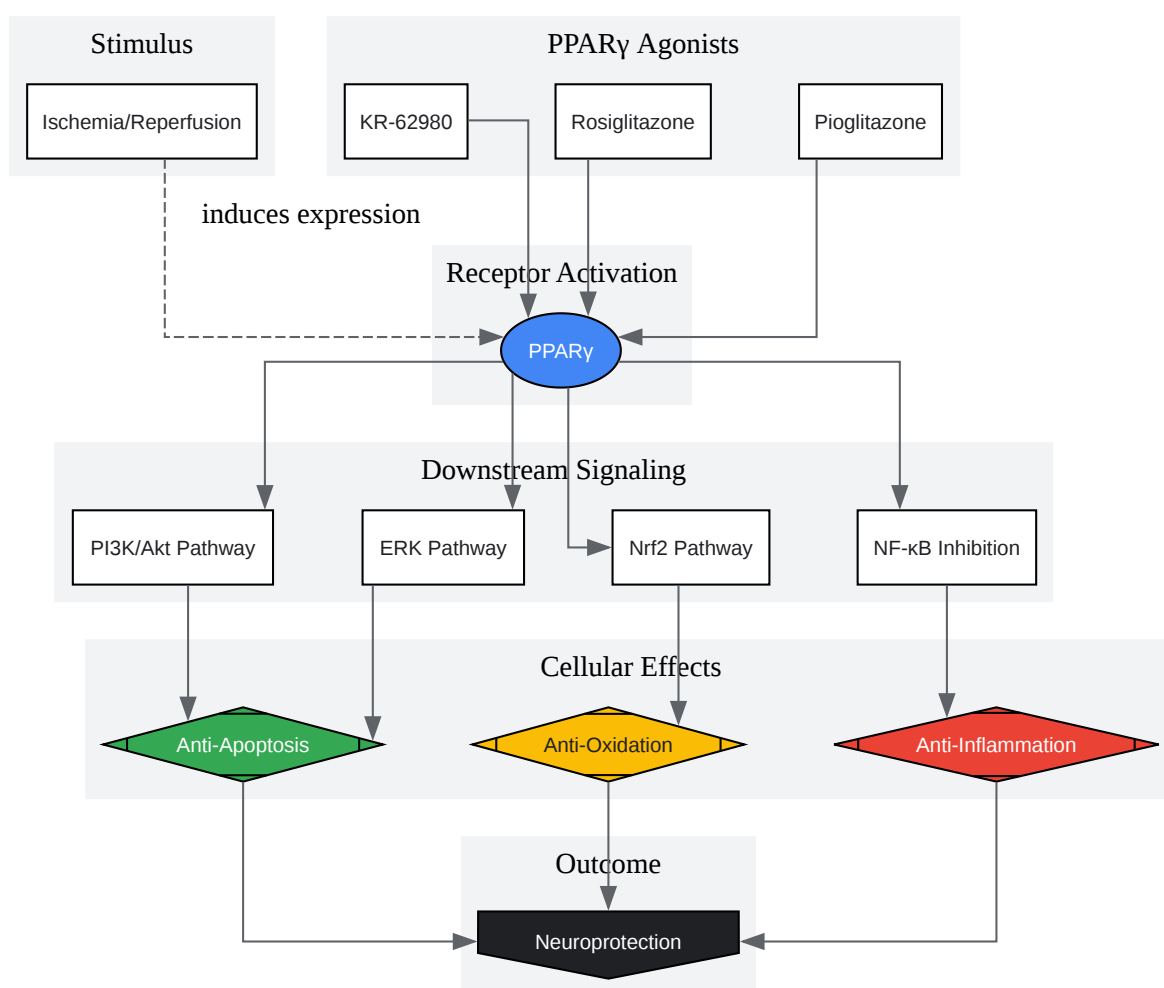 Stimulus
PPARγ Agonists
Ischemia/Reperfusion
KR-62980
Rosiglitazone
Pioglitazone
induces expression
Receptor Activation
PPARγ
Downstream Signaling
PI3K/Akt Pathway
ERK Pathway
Nrf2 Pathway
NF-κB Inhibition
Cellular Effects
Anti-Apoptosis
Anti-Oxidation
Anti-Inflammation
Outcome
Neuroprotection